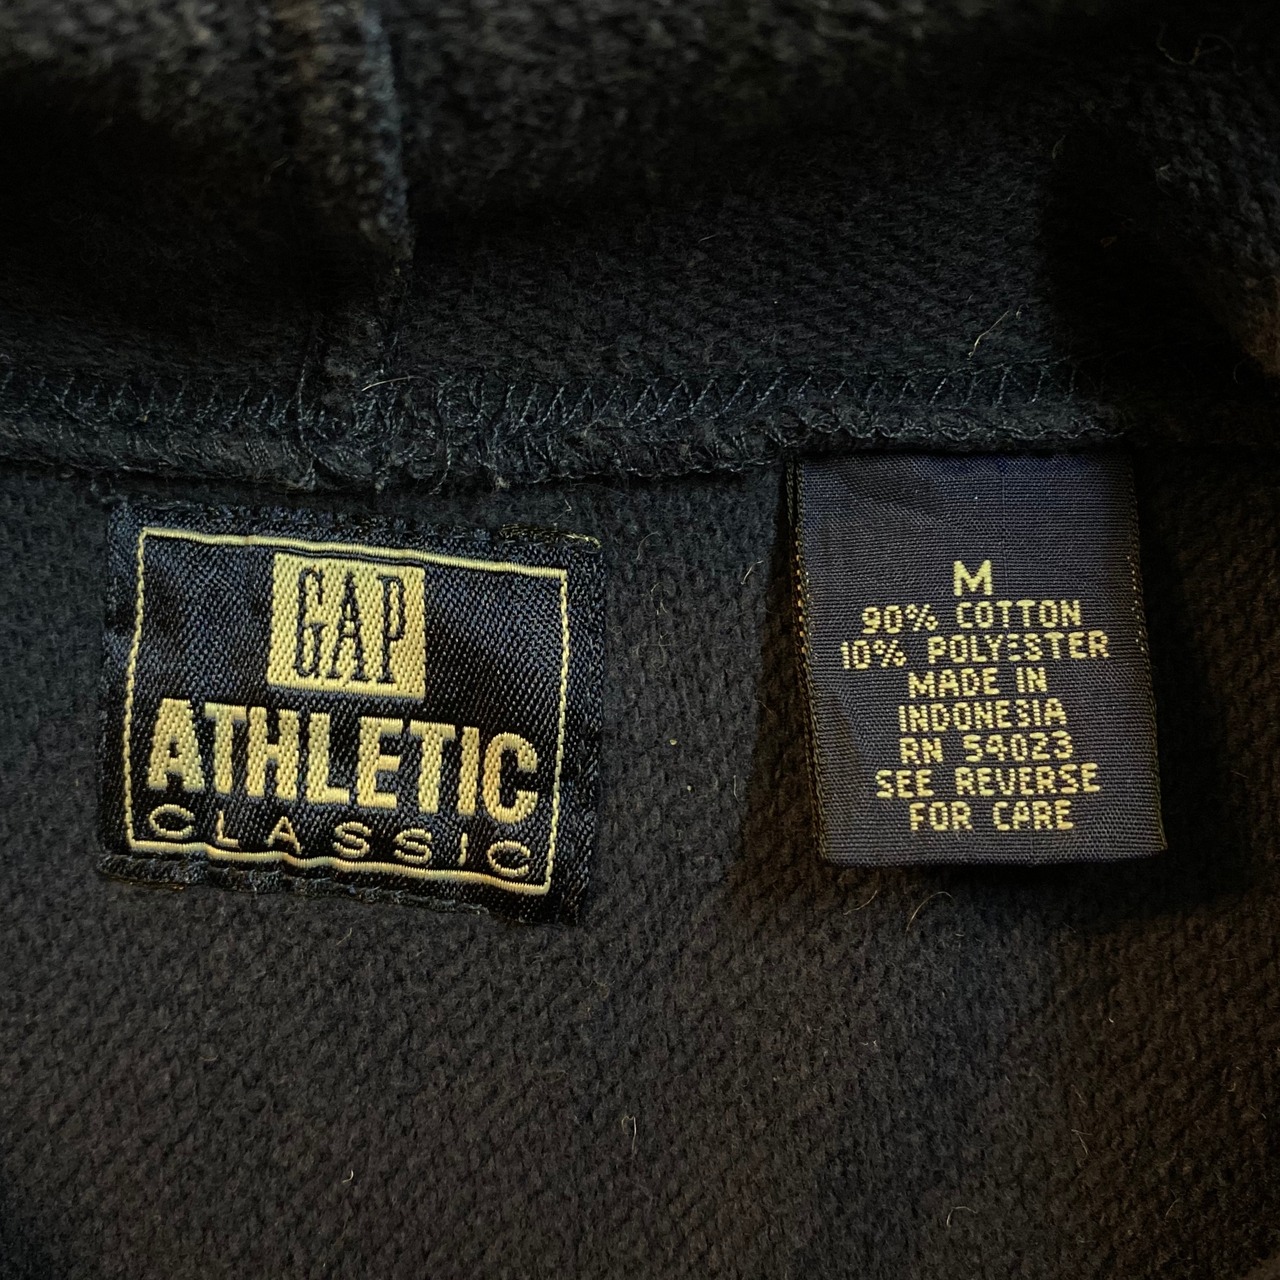 GAP
ATHLETIC
CLASSIC
M
90% COTTON
10% POLYESTER
MADE IN
INDONESIA
RN 54023
SEE REVERSE
FOR CARE